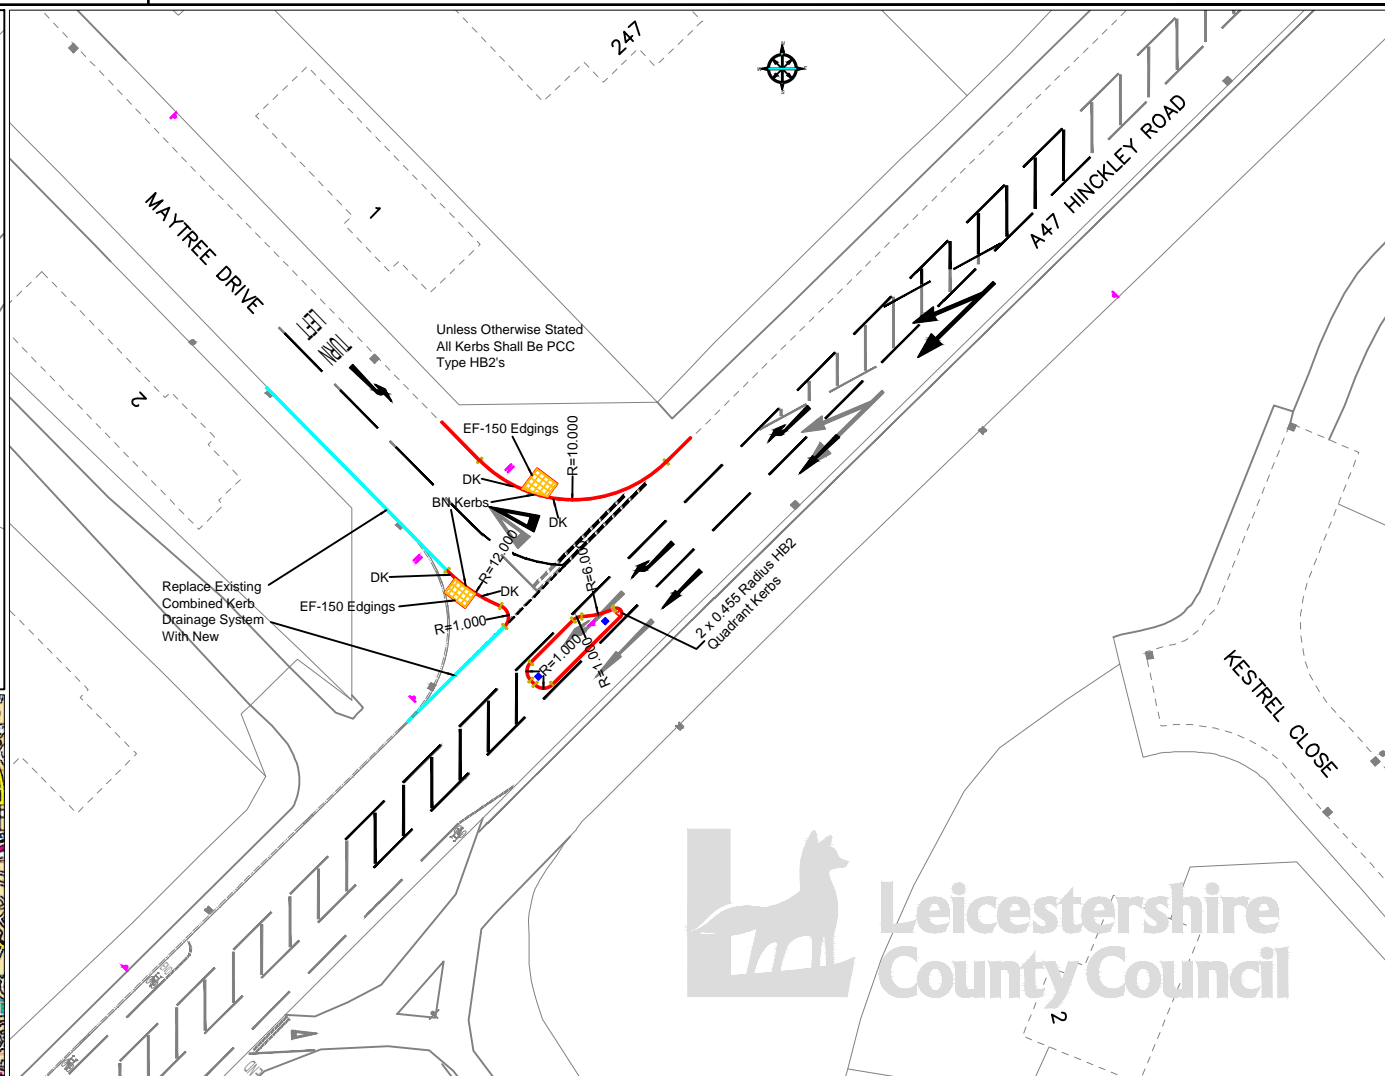 247
A47 HINCKLEY ROAD
1
MAYTREE DRIVE
TURN
LEFT
2
Unless Otherwise Stated
All Kerbs Shall Be PCC
Type HB2's
EF-150 Edgings
R=10.000
DK
BN Kerbs
DK
R=12.000
R=6.000
DK
DK
EF-150 Edgings
R=1.000
Replace Existing
Combined Kerb
Drainage System
With New
2 x 0.455 Radius HB2
Quadrant Kerbs
R=1.000
R=1.000
KESTREL CLOSE
Leicestershire
County Council
2